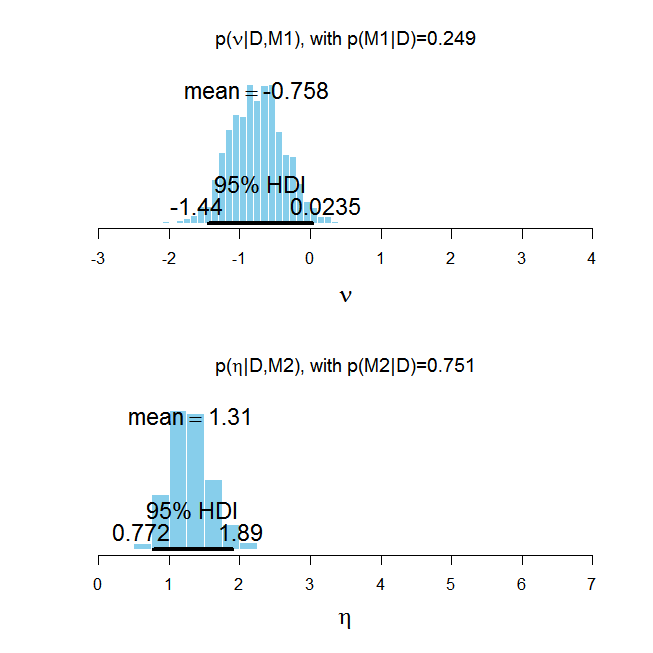 p(ν|D,M1), with p(M1|D)=0.249
mean = -0.758
95% HDI
-1.44 0.0235
-3 -2 -1 0 1 2 3 4
ν
p(η|D,M2), with p(M2|D)=0.751
mean = 1.31
95% HDI
0.772 1.89
0 1 2 3 4 5 6 7
η